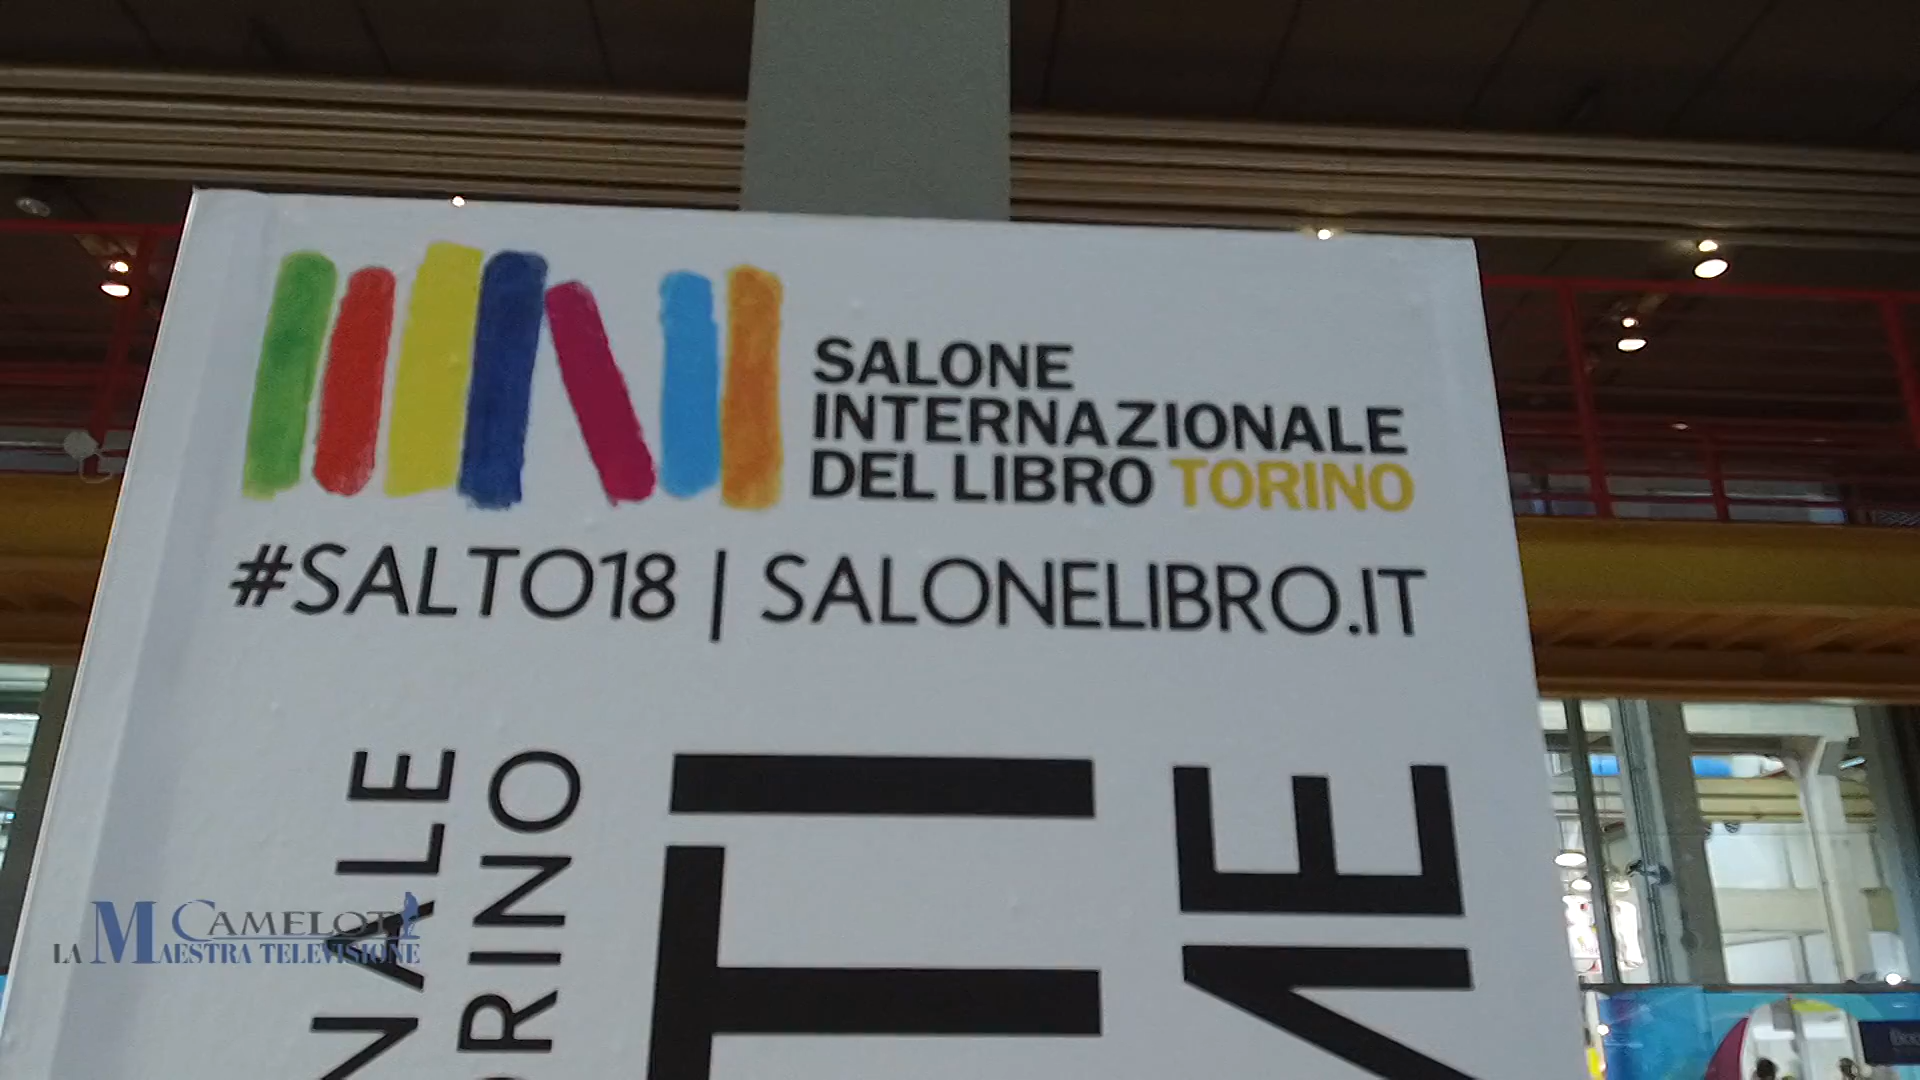 SALONE
INTERNAZIONALE
DEL LIBRO TORINO
#SALTO18 | SALONELIBRO.IT
CAMELOT
LA MAESTRA TELEVISIONE